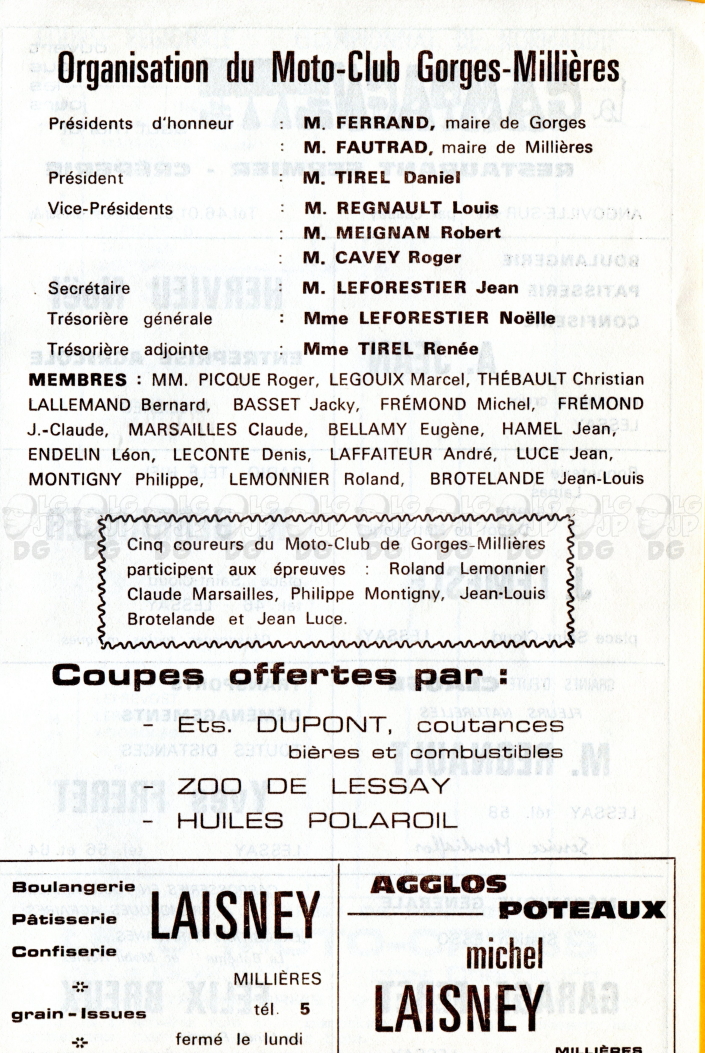 Organisation du Moto-Club Gorges-Millières
Présidents d'honneur : M. FERRAND, maire de Gorges
: M. FAUTRAD, maire de Millières
Président : M. TIREL Daniel
Vice-Présidents : M. REGNAULT Louis
: M. MEIGNAN Robert
: M. CAVEY Roger
Secrétaire : M. LEFORESTIER Jean
Trésorière générale : Mme LEFORESTIER Noëlle
Trésorière adjointe : Mme TIREL Renée
MEMBRES : MM. PICQUE Roger, LEGOUIX Marcel, THÉBAULT Christian
LALLEMAND Bernard, BASSET Jacky, FRÉMOND Michel, FRÉMOND
J.-Claude, MARSAILLES Claude, BELLAMY Eugène, HAMEL Jean,
ENDELIN Léon, LECONTE Denis, LAFFAITEUR André, LUCE Jean,
MONTIGNY Philippe, LEMONNIER Roland, BROTELANDE Jean-Louis
Cinq coureurs du Moto-Club de Gorges-Millières
participent aux épreuves : Roland Lemonnier
Claude Marsailles, Philippe Montigny, Jean-Louis
Brotelande et Jean Luce.
Coupes offertes par :
- Ets. DUPONT, coutances
bières et combustibles
- ZOO DE LESSAY
- HUILES POLAROIL
Boulangerie
Pâtisserie
Confiserie
grain - Issues
LAISNEY
MILLIÈRES
tél. 5
fermé le lundi
AGGLOS
POTEAUX
michel
LAISNEY
MILLIÈRES